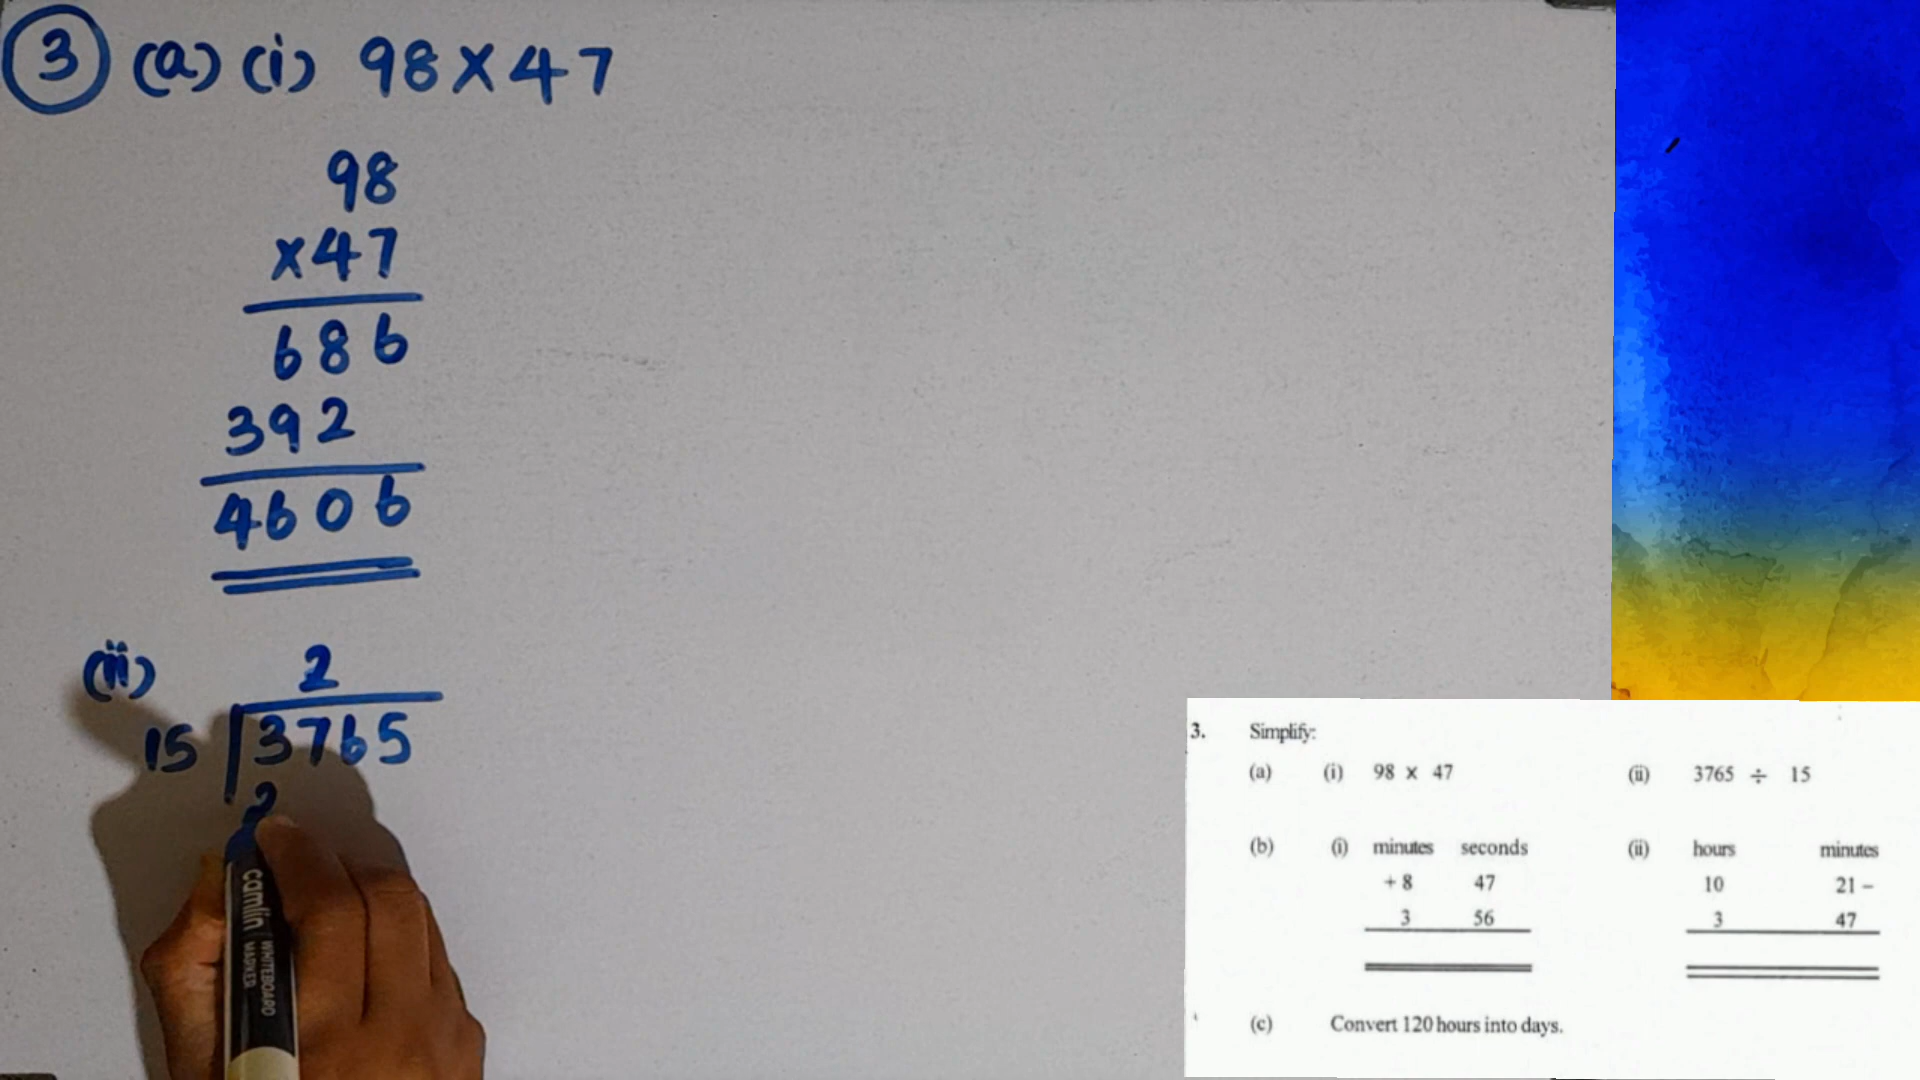 3 (a) (i) 98 × 47
98
×47
686
392
4606
(ii) 2
15 3765
camlin
WHITEBOARD
MARKER
3. Simplify:
(a) (i) 98 × 47 (ii) 3765 ÷ 15
(b) (i) minutes seconds (ii) hours minutes
+ 8 47 10 21 –
3 56 3 47
(c) Convert 120 hours into days.